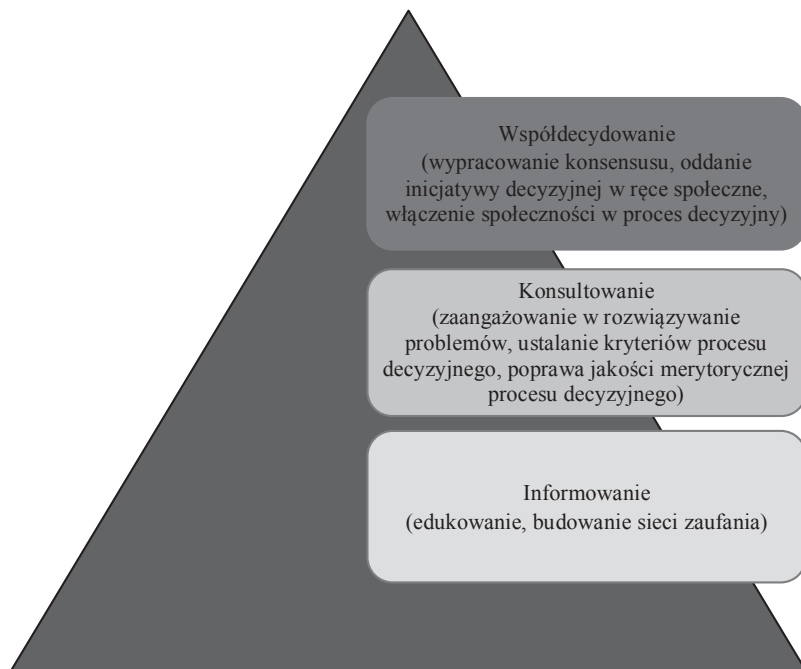 Współdecydowanie
(wypracowanie konsensusu, oddanie
inicjatywy decyzyjnej w ręce społeczne,
włączenie społeczności w proces decyzyjny)
Konsultowanie
(zaangażowanie w rozwiązywanie
problemów, ustalanie kryteriów procesu
decyzyjnego, poprawa jakości merytorycznej
procesu decyzyjnego)
Informowanie
(edukowanie, budowanie sieci zaufania)